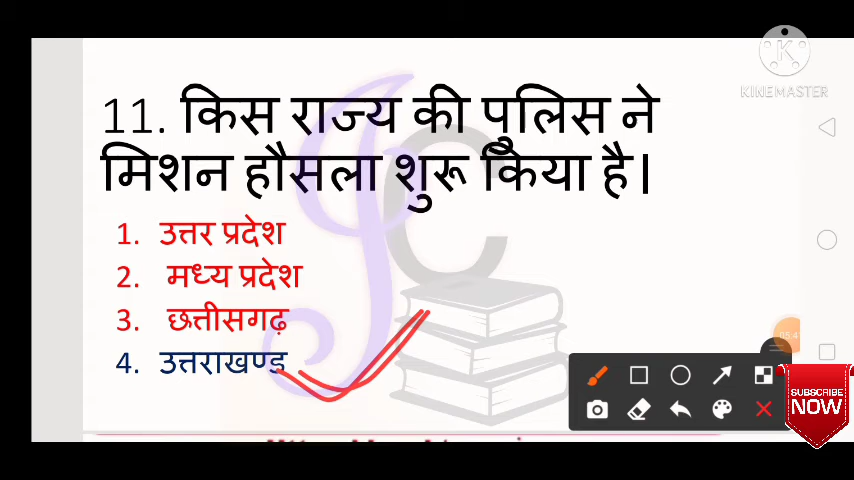 KINEMASTER
11. किस राज्य की पुलिस ने
मिशन हौसला शुरू किया है।
1. उत्तर प्रदेश
2. मध्य प्रदेश
3. छत्तीसगढ़
4. उत्तराखण्ड
SUBSCRIBE
NOW